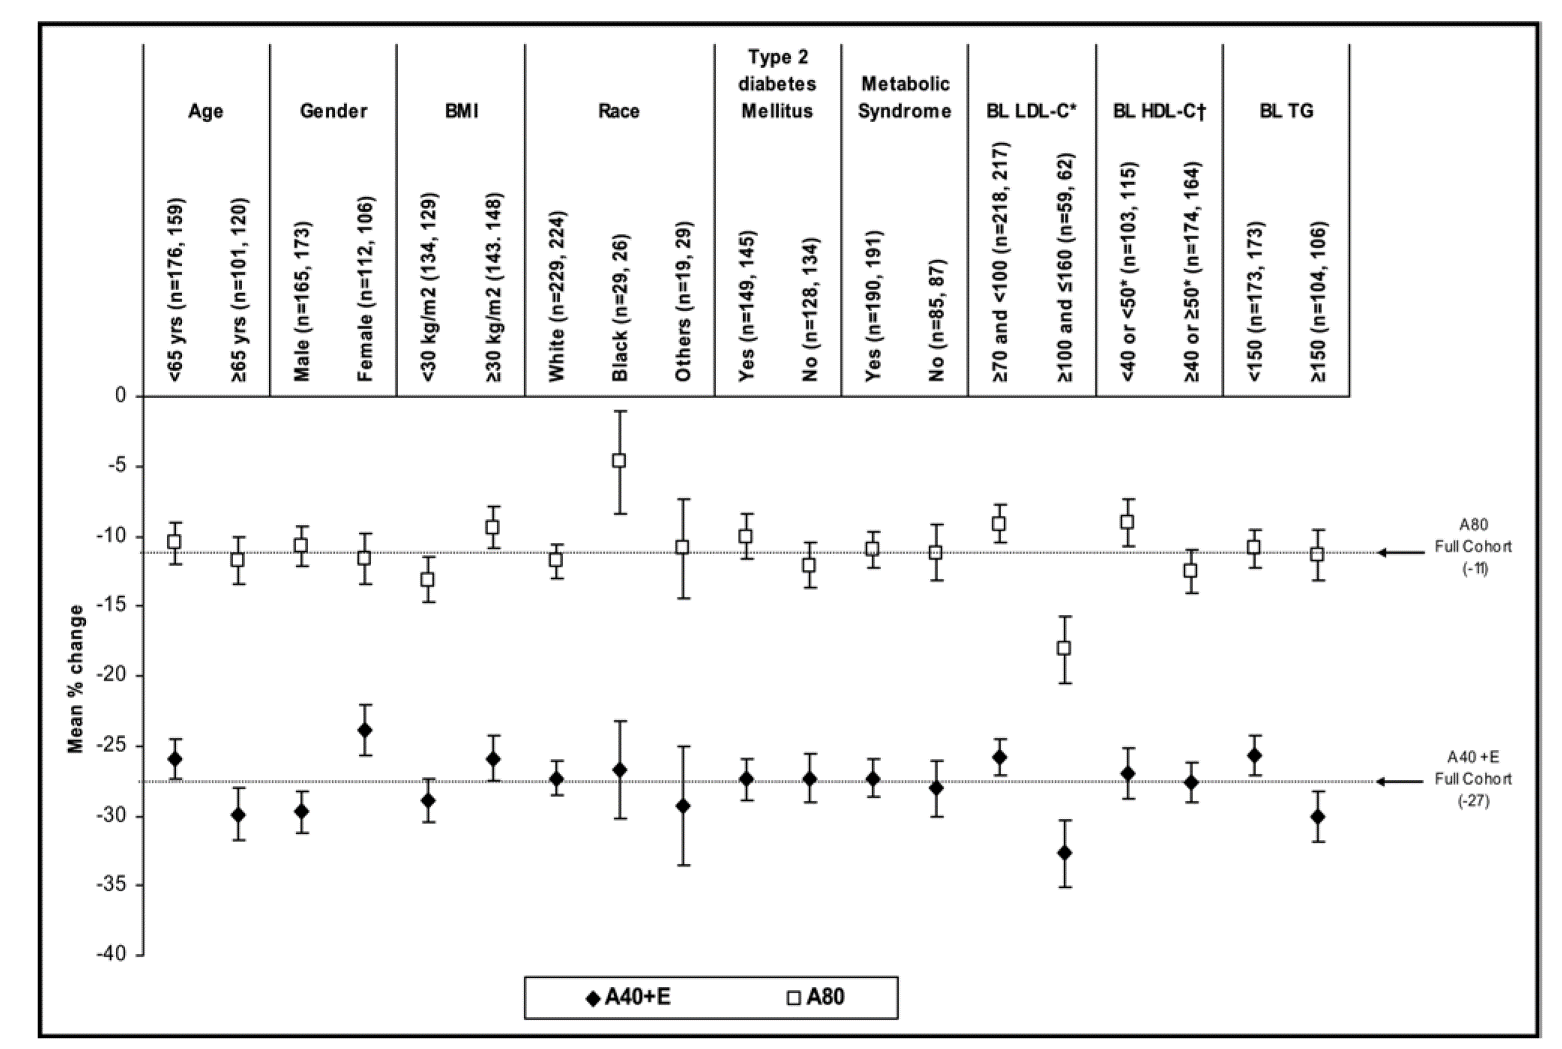 Type 2
diabetes
Mellitus
Metabolic
Syndrome
Age
Gender
BMI
Race
BL LDL-C*
BL HDL-C†
BL TG
<65 yrs (n=176, 159)
≥65 yrs (n=101, 120)
Male (n=165, 173)
Female (n=112, 106)
<30 kg/m2 (134, 129)
≥30 kg/m2 (143. 148)
White (n=229, 224)
Black (n=29, 26)
Others (n=19, 29)
Yes (n=149, 145)
No (n=128, 134)
Yes (n=190, 191)
No (n=85, 87)
≥70 and <100 (n=218, 217)
≥100 and ≤160 (n=59, 62)
<40 or <50* (n=103, 115)
≥40 or ≥50* (n=174, 164)
<150 (n=173, 173)
≥150 (n=104, 106)
Mean % change
0
-5
-10
-15
-20
-25
-30
-35
-40
A80
Full Cohort
(-11)
A40 +E
Full Cohort
(-27)
A40+E
A80